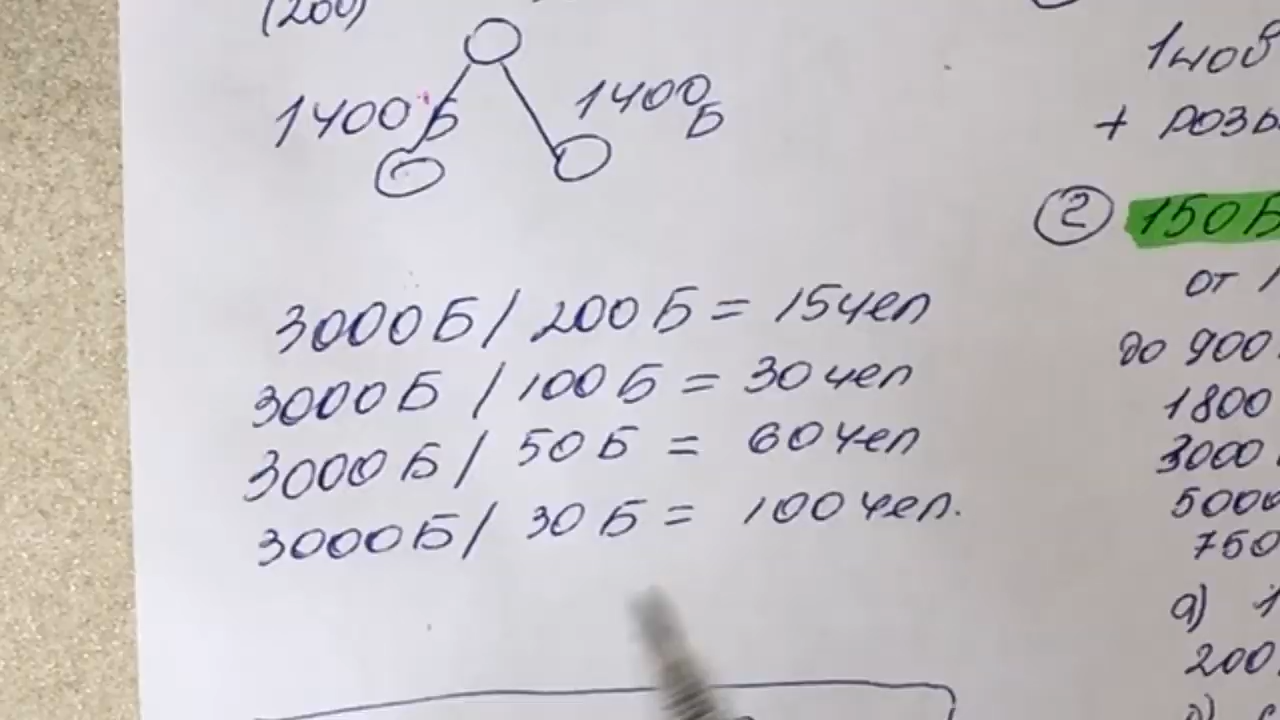 (200)
1400 Б
1400 Б
3000 Б / 200 Б = 15 чел
3000 Б / 100 Б = 30 чел
3000 Б / 50 Б = 60 чел
3000 Б / 30 Б = 100 чел.
+ розы
2 150 Б
от 1
до 900
1800
3000
5000
750
а) 1
200